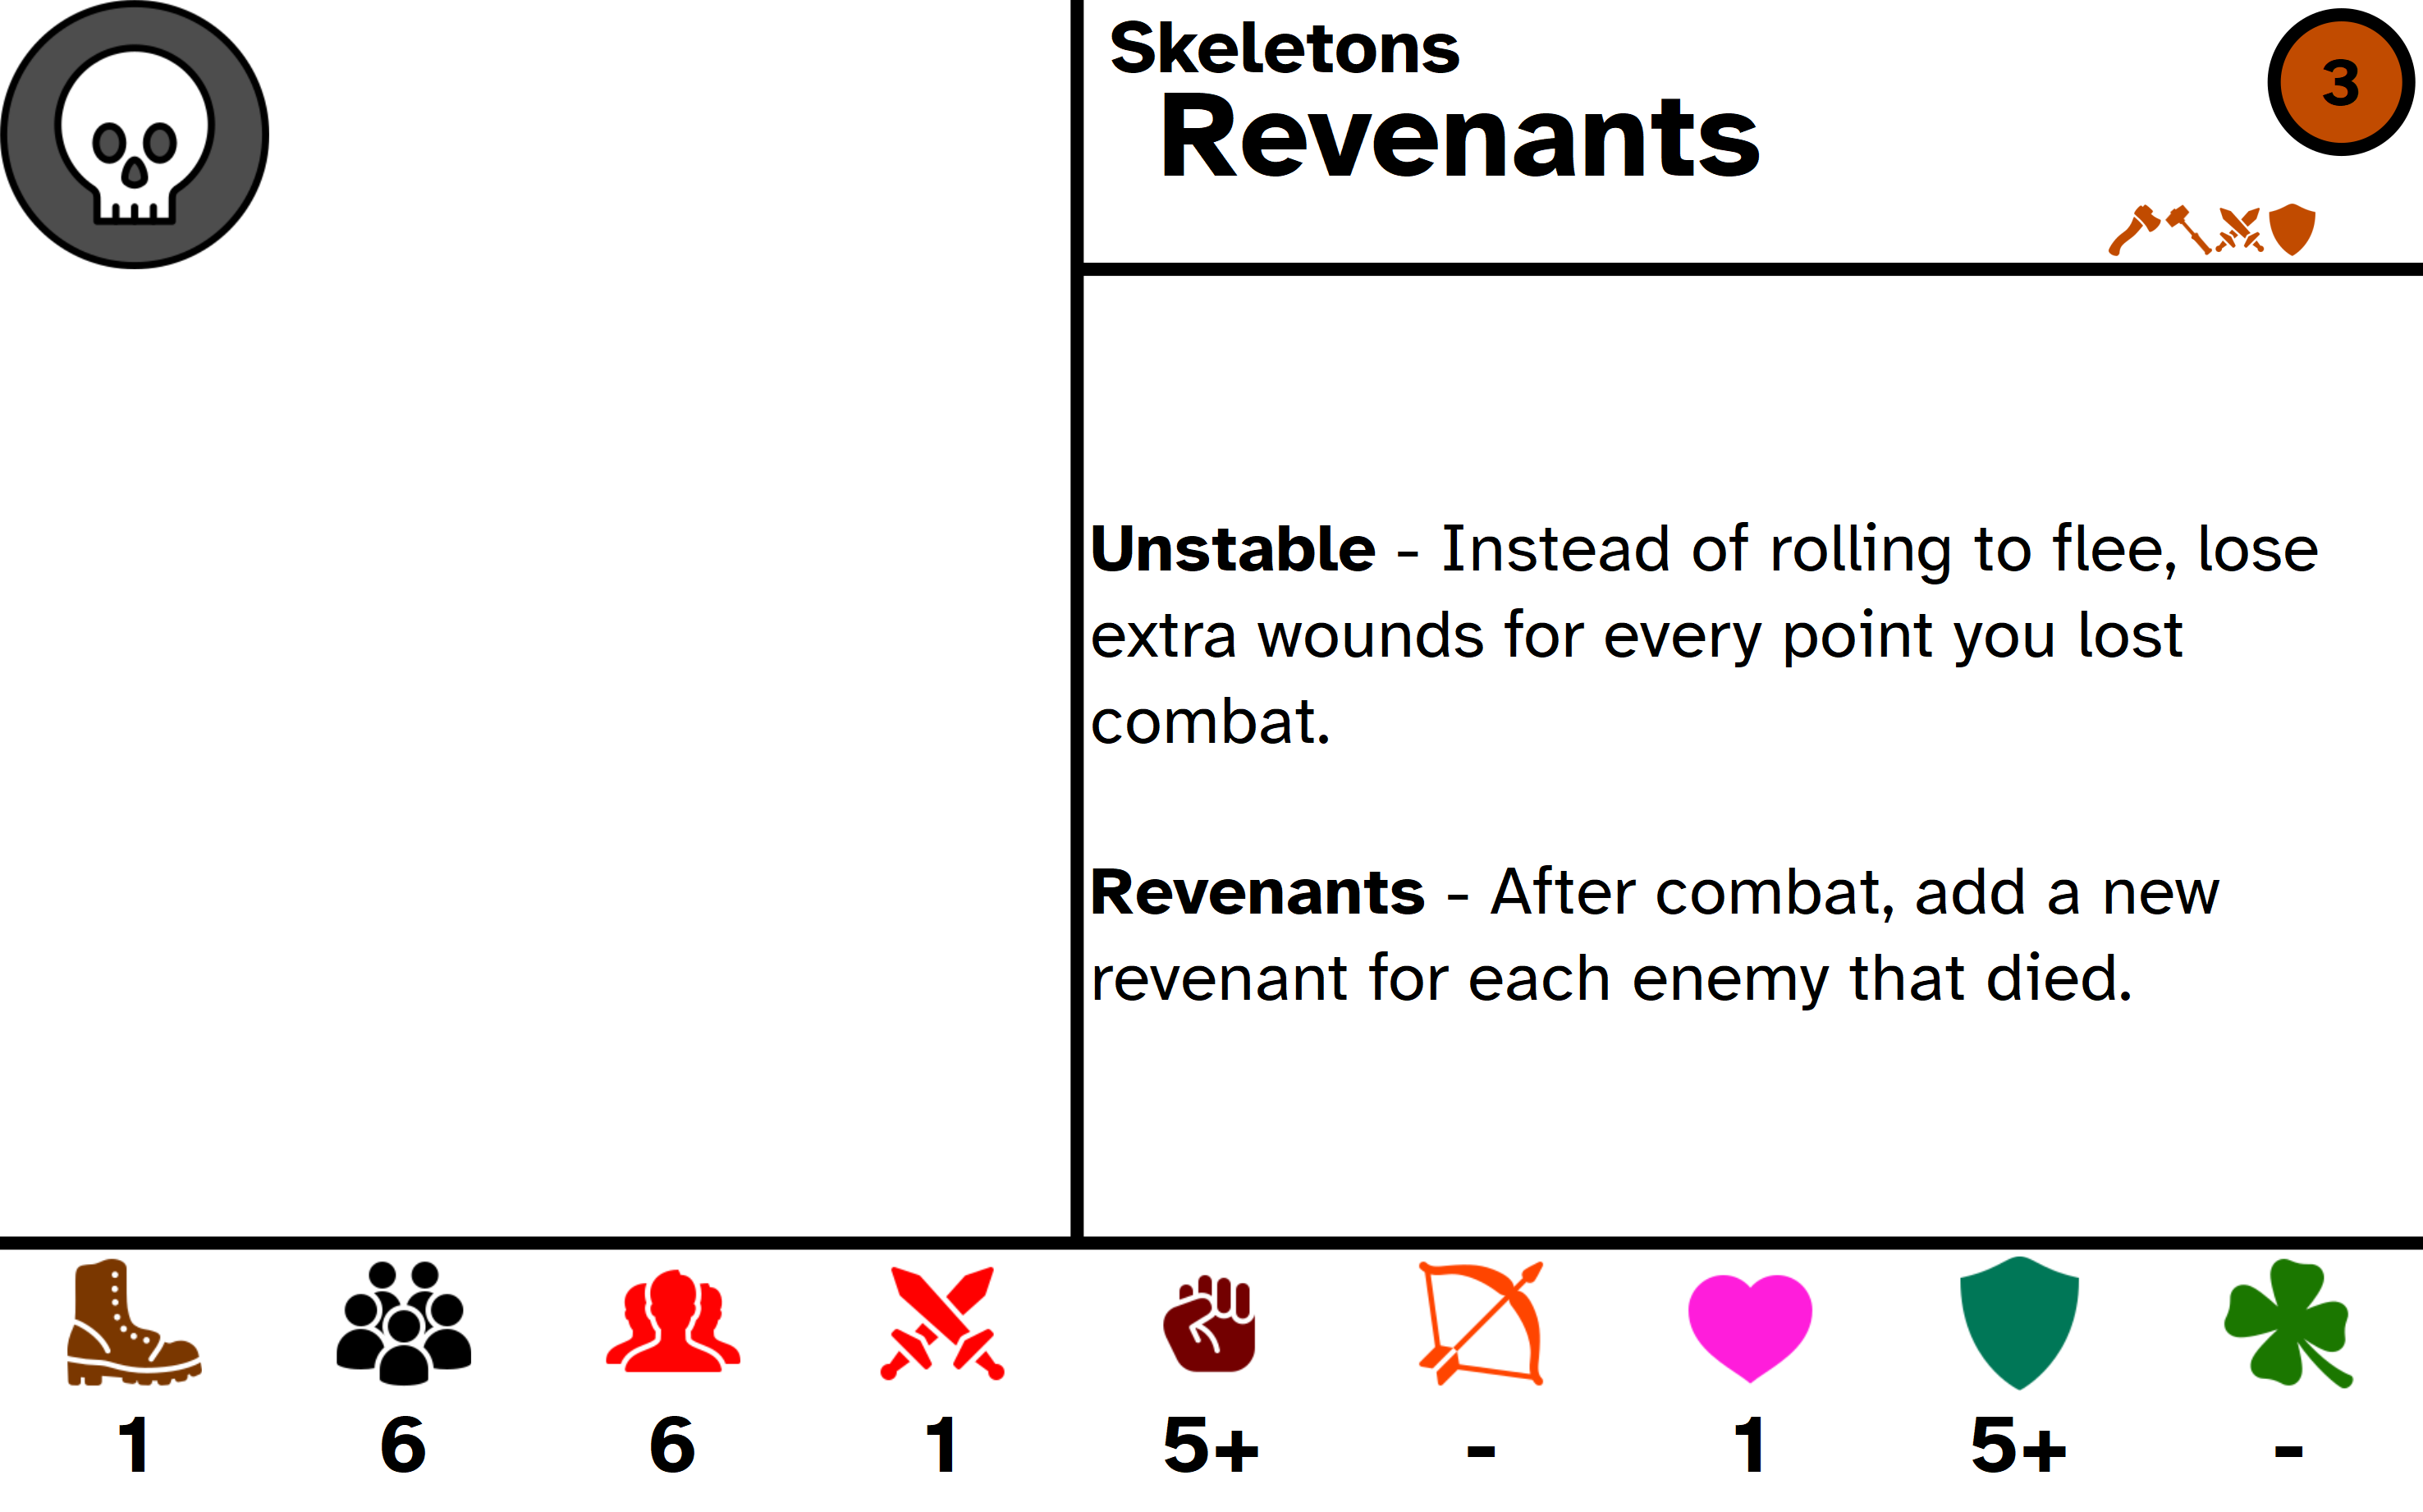 Skeletons
Revenants
3
Unstable - Instead of rolling to flee, lose
extra wounds for every point you lost
combat.
Revenants - After combat, add a new
revenant for each enemy that died.
1 6 6 1 5+ - 1 5+ -